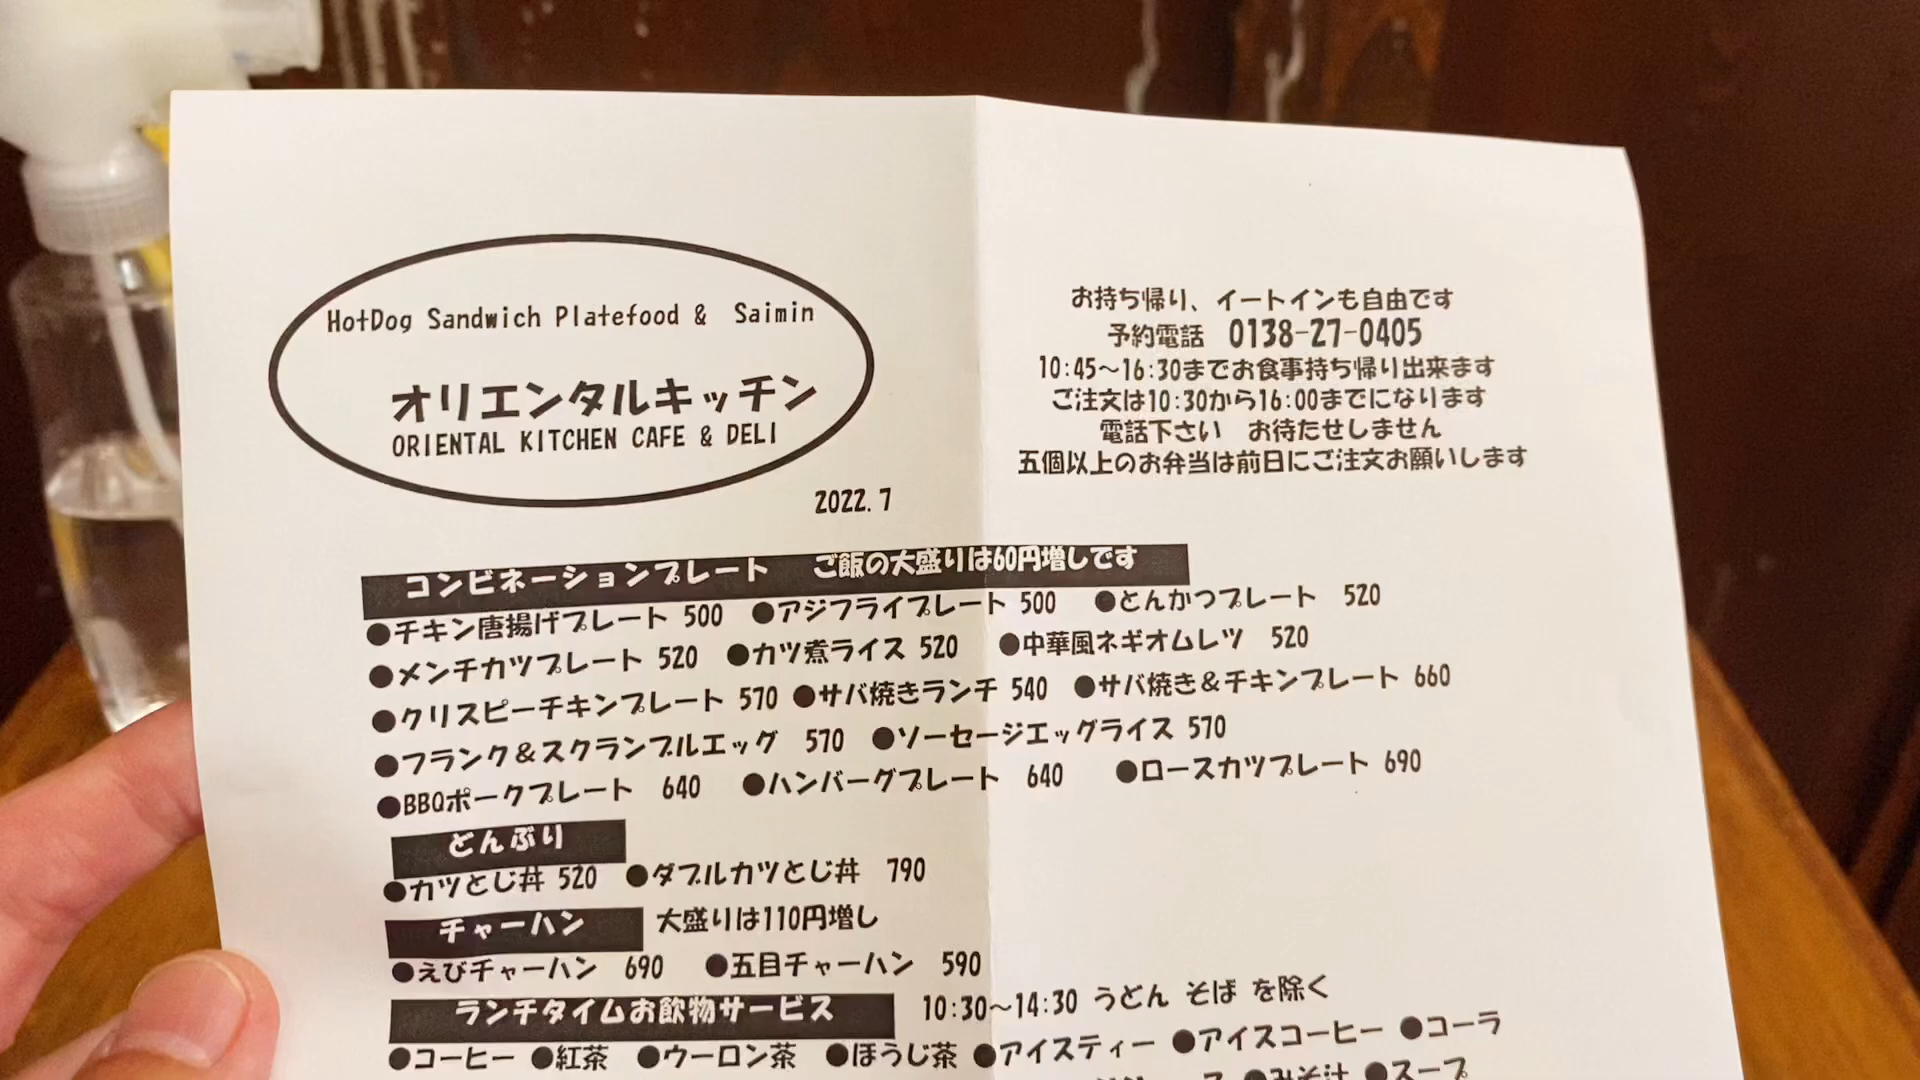 HotDog Sandwich Platefood & Saimin
オリエンタルキッチン
ORIENTAL KITCHEN CAFE & DELI
2022.7
お持ち帰り、イートインも自由です
予約電話 0138-27-0405
10:45～16:30までお食事持ち帰り出来ます
ご注文は10:30から16:00までになります
電話下さい お待たせしません
五個以上のお弁当は前日にご注文お願いします
コンビネーションプレート ご飯の大盛りは60円増しです
●チキン唐揚げプレート 500 ●アジフライプレート 500 ●とんかつプレート 520
●メンチカツプレート 520 ●カツ煮ライス 520 ●中華風ネギオムレツ 520
●クリスピーチキンプレート 570 ●サバ焼きランチ 540 ●サバ焼き&チキンプレート 660
●フランク&スクランブルエッグ 570 ●ソーセージエッグライス 570
●BBQポークプレート 640 ●ハンバーグプレート 640 ●ロースカツプレート 690
どんぶり
●カツとじ丼 520 ●ダブルカツとじ丼 790
チャーハン 大盛りは110円増し
●えびチャーハン 690 ●五目チャーハン 590
ランチタイムお飲物サービス 10:30～14:30 うどん そば を除く
●コーヒー ●紅茶 ●ウーロン茶 ●ほうじ茶 ●アイスティー ●アイスコーヒー ●コーラ
●みそ汁 ●スープ